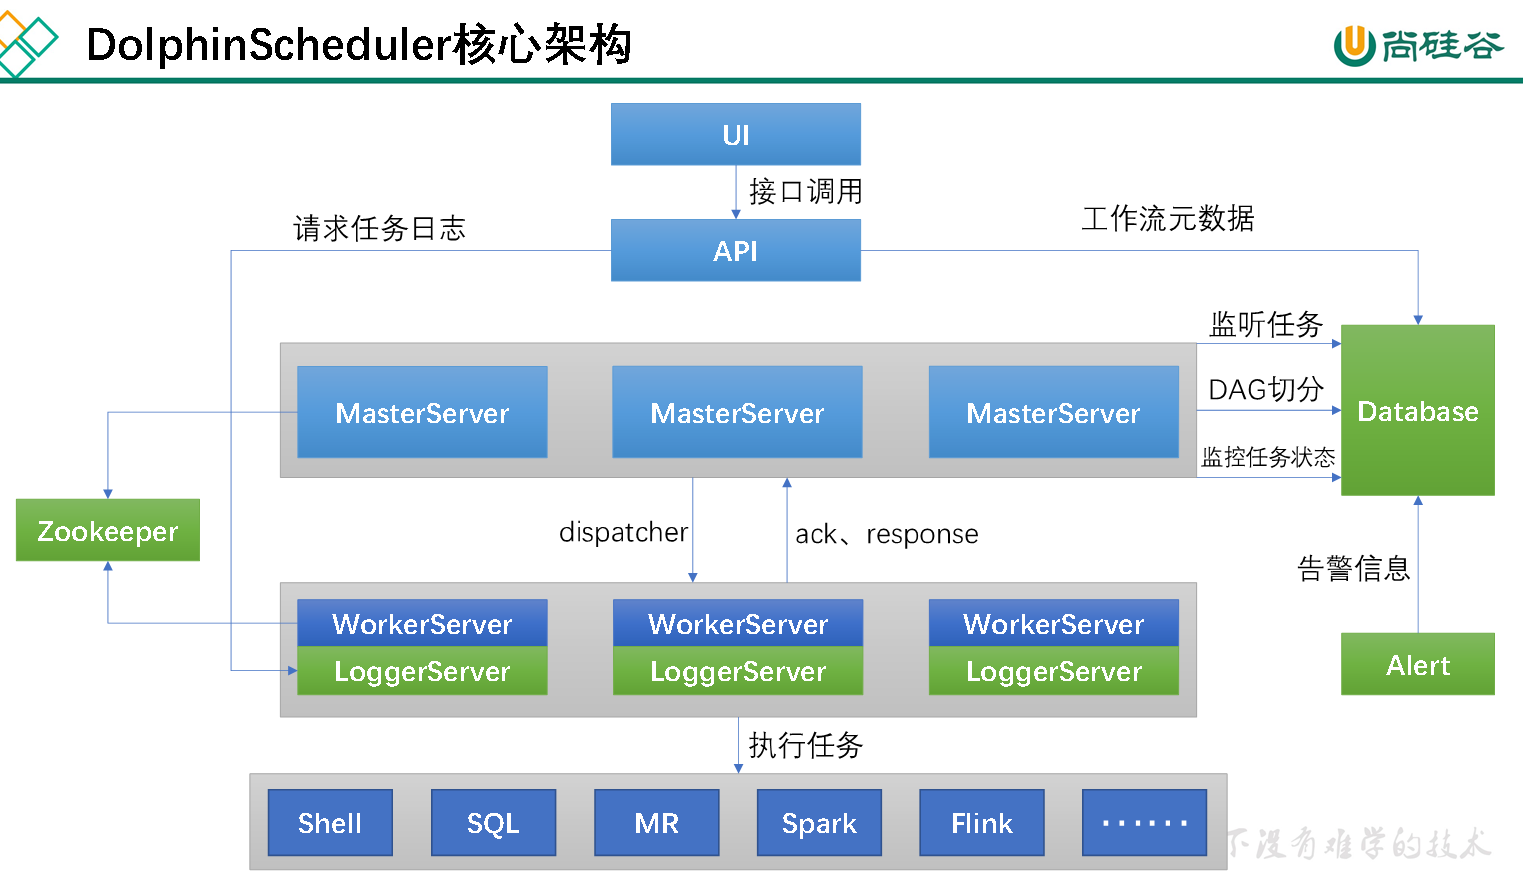 DolphinScheduler核心架构
尚硅谷
UI
接口调用
请求任务日志
API
工作流元数据
监听任务
MasterServer
MasterServer
MasterServer
DAG切分
Database
监控任务状态
Zookeeper
dispatcher
ack、response
告警信息
WorkerServer
WorkerServer
WorkerServer
LoggerServer
LoggerServer
LoggerServer
Alert
执行任务
Shell
SQL
MR
Spark
Flink
······
下没有难学的技术